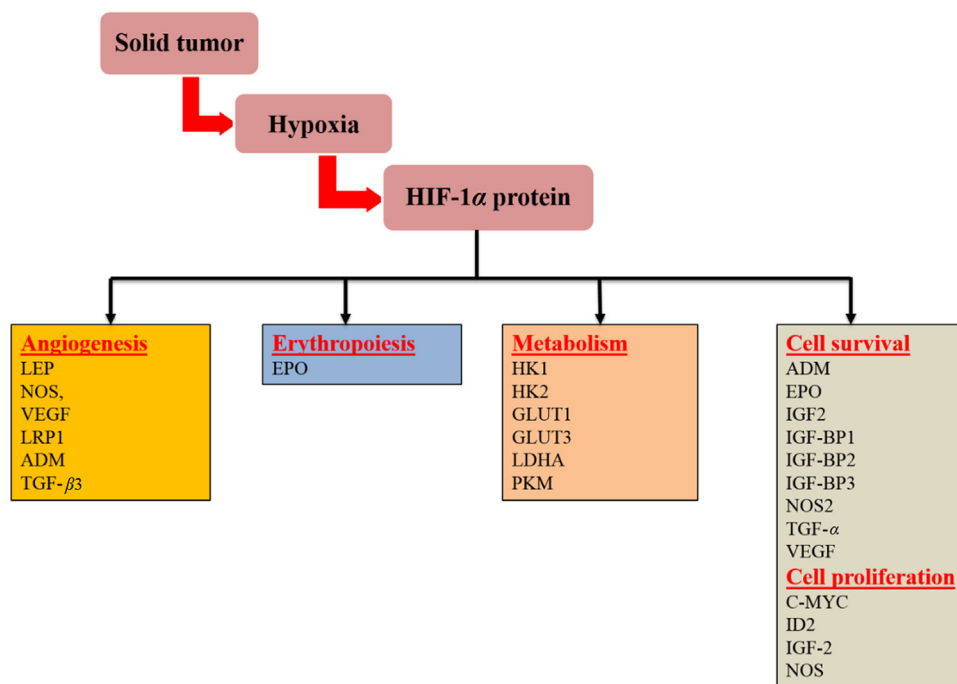 Solid tumor
Hypoxia
HIF-1α protein
Angiogenesis
LEP
NOS,
VEGF
LRP1
ADM
TGF-β3
Erythropoiesis
EPO
Metabolism
HK1
HK2
GLUT1
GLUT3
LDHA
PKM
Cell survival
ADM
EPO
IGF2
IGF-BP1
IGF-BP2
IGF-BP3
NOS2
TGF-α
VEGF
Cell proliferation
C-MYC
ID2
IGF-2
NOS